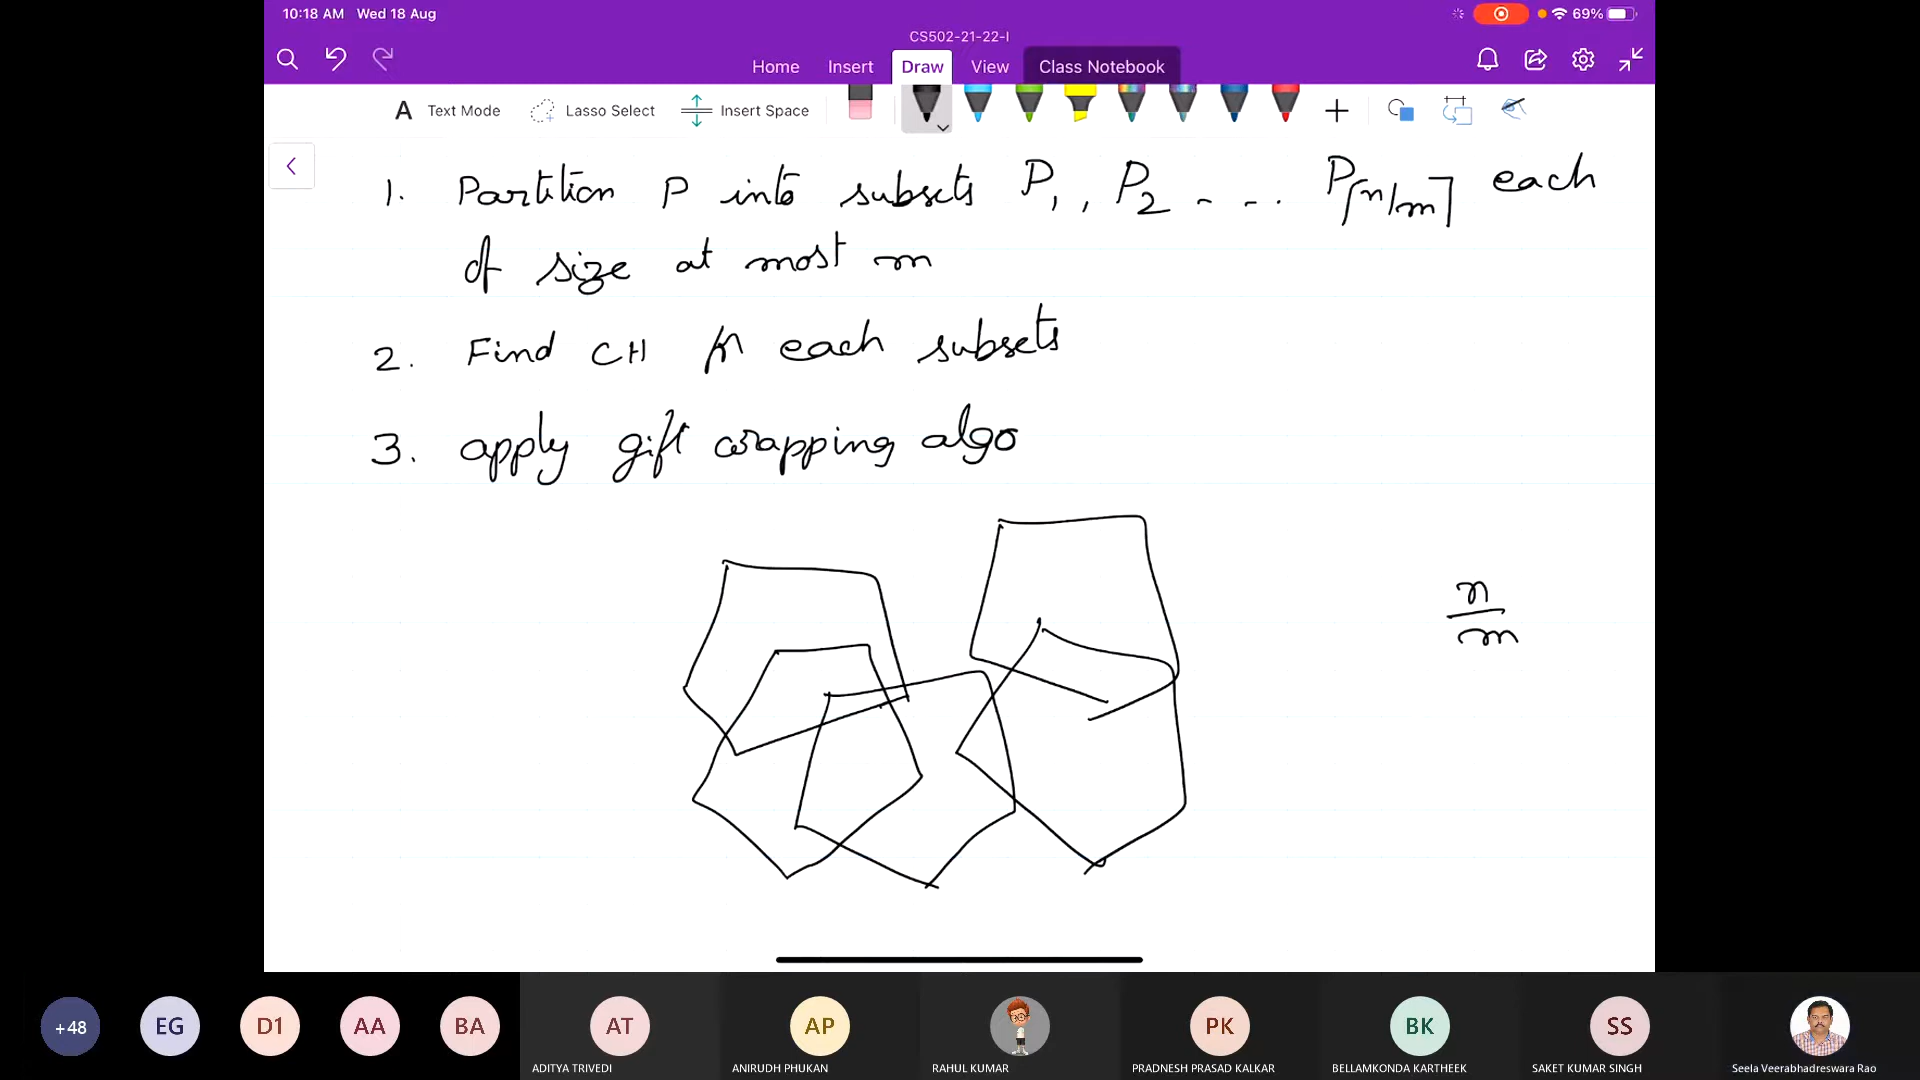 10:18 AM Wed 18 Aug
69%
CS502-21-22-I
Home Insert Draw View Class Notebook
A Text Mode Lasso Select Insert Space
1. Partition P into subsets P1, P2 - - . P⌈n/m⌉ each
of size at most m
2. Find CH for each subsets
3. apply gift wrapping algo
n
m
+48 EG D1 AA BA AT AP PK BK SS
ADITYA TRIVEDI ANIRUDH PHUKAN RAHUL KUMAR PRADNESH PRASAD KALKAR BELLAMKONDA KARTHEEK SAKET KUMAR SINGH Seela Veerabhadreswara Rao